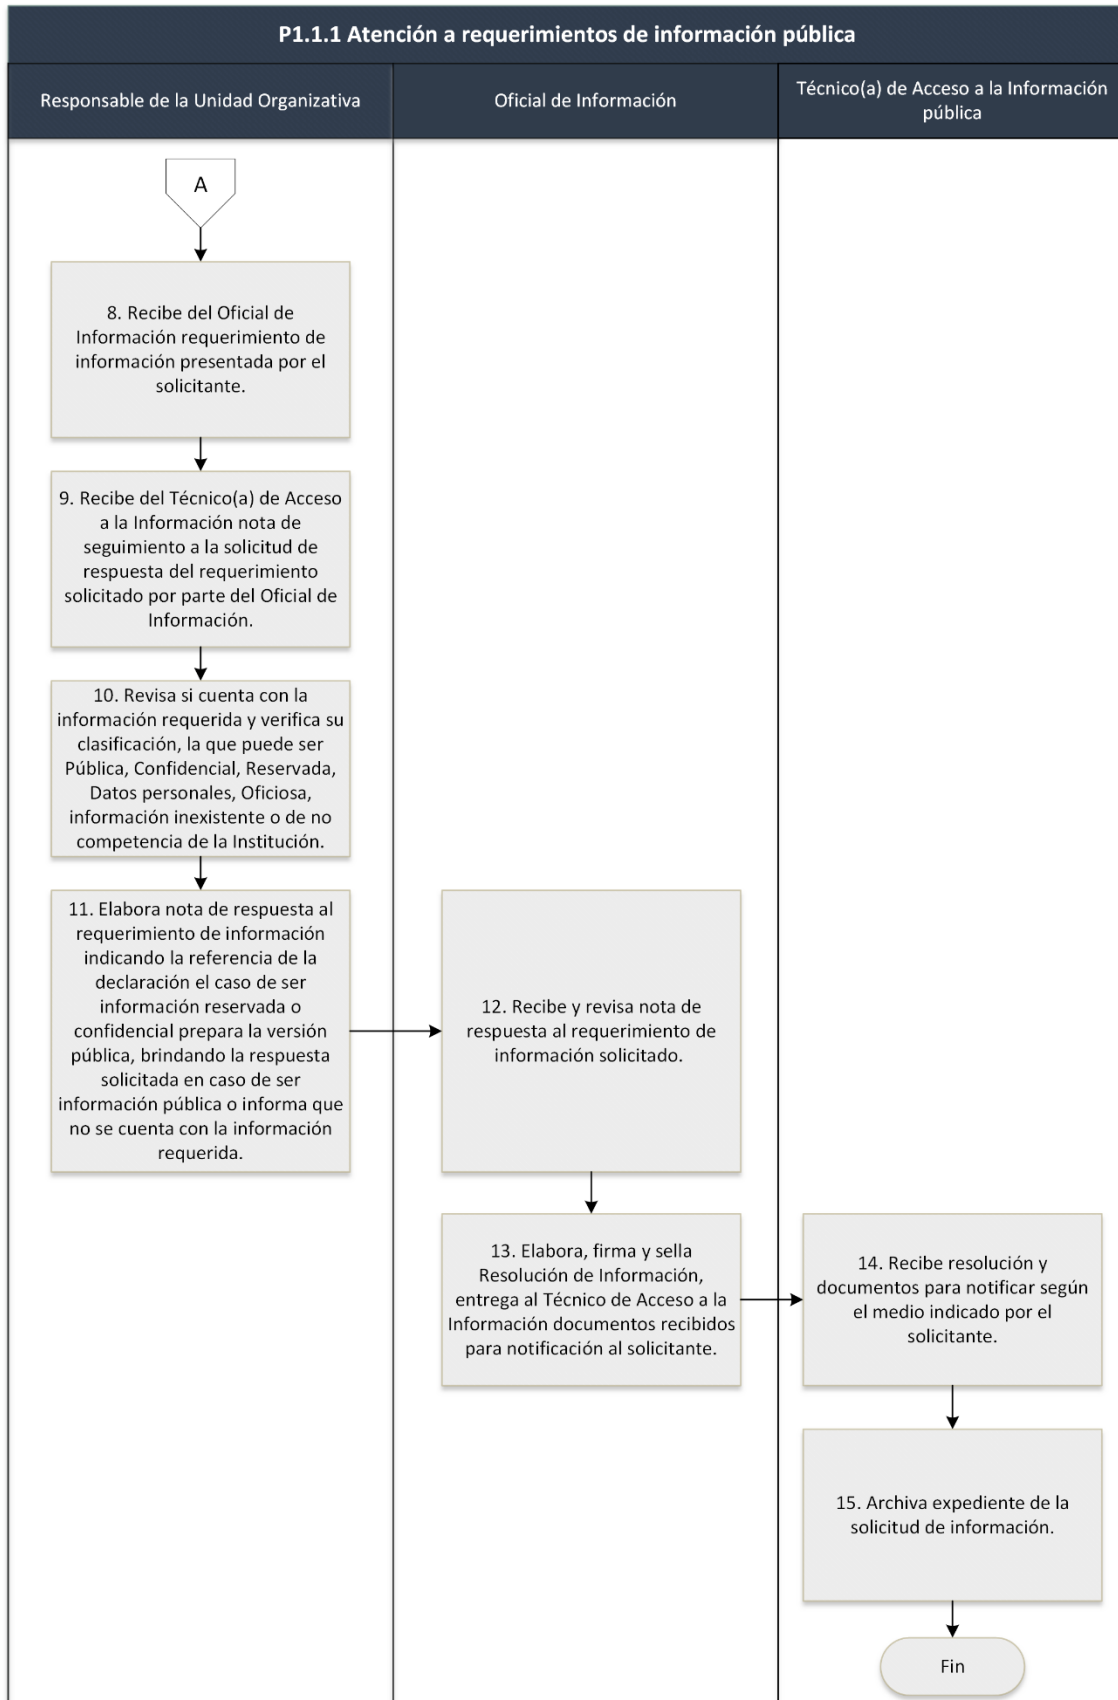 P1.1.1 Atención a requerimientos de información pública
Responsable de la Unidad Organizativa
Oficial de Información
Técnico(a) de Acceso a la Información
pública
A
8. Recibe del Oficial de
Información requerimiento de
información presentada por el
solicitante.
9. Recibe del Técnico(a) de Acceso
a la Información nota de
seguimiento a la solicitud de
respuesta del requerimiento
solicitado por parte del Oficial de
Información.
10. Revisa si cuenta con la
información requerida y verifica su
clasificación, la que puede ser
Pública, Confidencial, Reservada,
Datos personales, Oficiosa,
información inexistente o de no
competencia de la Institución.
11. Elabora nota de respuesta al
requerimiento de información
indicando la referencia de la
declaración el caso de ser
información reservada o
confidencial prepara la versión
pública, brindando la respuesta
solicitada en caso de ser
información pública o informa que
no se cuenta con la información
requerida.
12. Recibe y revisa nota de
respuesta al requerimiento de
información solicitado.
13. Elabora, firma y sella
Resolución de Información,
entrega al Técnico de Acceso a la
Información documentos recibidos
para notificación al solicitante.
14. Recibe resolución y
documentos para notificar según
el medio indicado por el
solicitante.
15. Archiva expediente de la
solicitud de información.
Fin